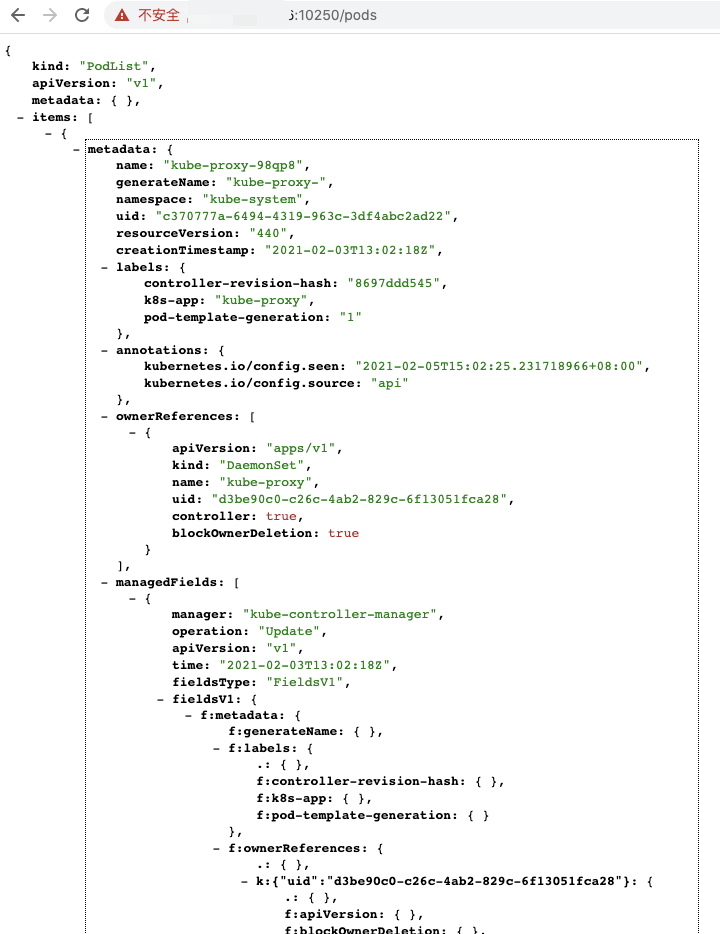 不安全
:10250/pods
{
kind: "PodList",
apiVersion: "v1",
metadata: { },
- items: [
- {
- metadata: {
name: "kube-proxy-98qp8",
generateName: "kube-proxy-",
namespace: "kube-system",
uid: "c370777a-6494-4319-963c-3df4abc2ad22",
resourceVersion: "440",
creationTimestamp: "2021-02-03T13:02:18Z",
- labels: {
controller-revision-hash: "8697ddd545",
k8s-app: "kube-proxy",
pod-template-generation: "1"
},
- annotations: {
kubernetes.io/config.seen: "2021-02-05T15:02:25.231718966+08:00",
kubernetes.io/config.source: "api"
},
- ownerReferences: [
- {
apiVersion: "apps/v1",
kind: "DaemonSet",
name: "kube-proxy",
uid: "d3be90c0-c26c-4ab2-829c-6f13051fca28",
controller: true,
blockOwnerDeletion: true
}
],
- managedFields: [
- {
manager: "kube-controller-manager",
operation: "Update",
apiVersion: "v1",
time: "2021-02-03T13:02:18Z",
fieldsType: "FieldsV1",
- fieldsV1: {
- f:metadata: {
f:generateName: { },
- f:labels: {
.: { },
f:controller-revision-hash: { },
f:k8s-app: { },
f:pod-template-generation: { }
},
- f:ownerReferences: {
.: { },
- k:{"uid":"d3be90c0-c26c-4ab2-829c-6f13051fca28"}: {
.: { },
f:apiVersion: { },
f:blockOwnerDeletion: { },